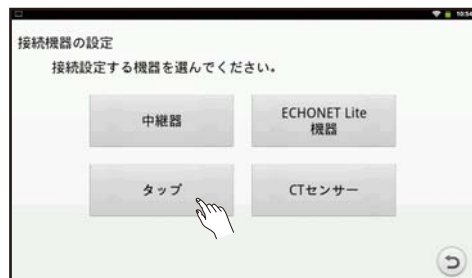 10:54
接続機器の設定
接続設定する機器を選んでください。
中継器
ECHONET Lite
機器
タップ
CTセンサー